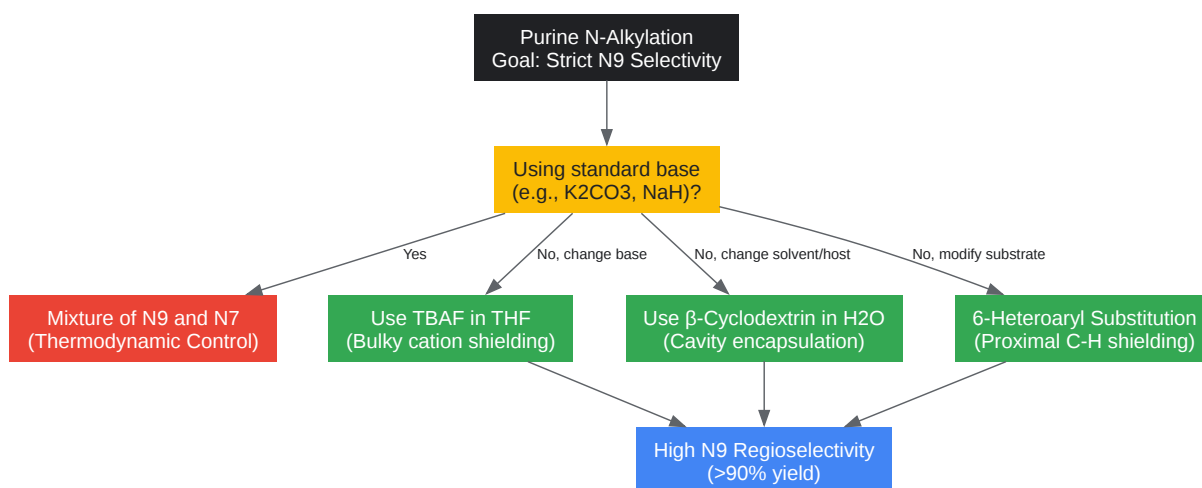 Purine N-Alkylation
Goal: Strict N9 Selectivity
Using standard base
(e.g., K2CO3, NaH)?
Yes
No, change base
No, change solvent/host
No, modify substrate
Mixture of N9 and N7
(Thermodynamic Control)
Use TBAF in THF
(Bulky cation shielding)
Use β-Cyclodextrin in H2O
(Cavity encapsulation)
6-Heteroaryl Substitution
(Proximal C-H shielding)
High N9 Regioselectivity
(>90% yield)